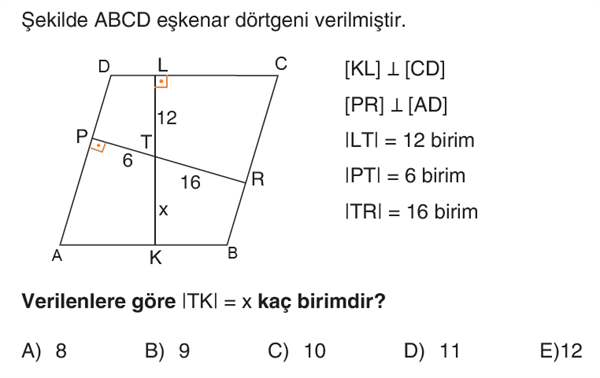 Şekilde ABCD eşkenar dörtgeni verilmiştir.
D L C
[KL] ⊥ [CD]
[PR] ⊥ [AD]
12
P T
|LT| = 12 birim
6
16 R
|PT| = 6 birim
x
|TR| = 16 birim
A K B
Verilenlere göre |TK| = x kaç birimdir?
A) 8 B) 9 C) 10 D) 11 E)12